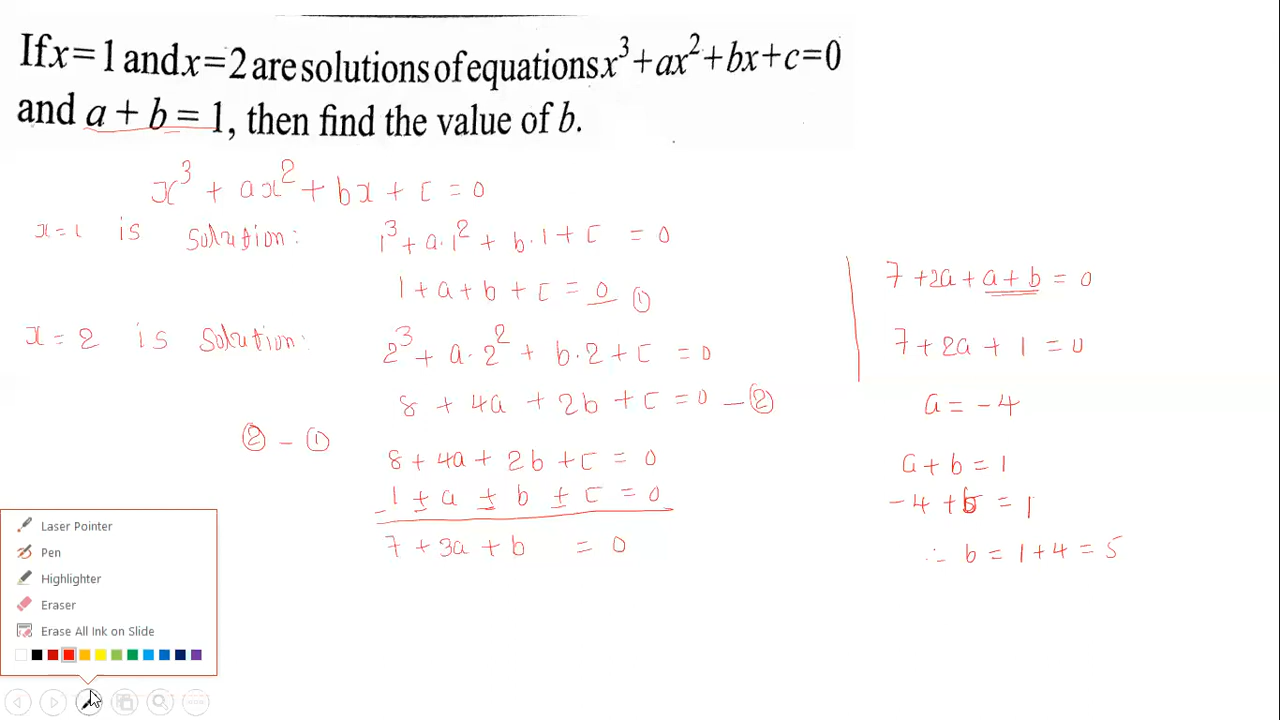 If x = 1 and x = 2 are solutions of equations x³ + ax² + bx + c = 0
and a + b = 1, then find the value of b.
x³ + ax² + bx + c = 0
x = 1 is solution: 1³ + a·1² + b·1 + c = 0
1 + a + b + c = 0 ①
x = 2 is solution: 2³ + a·2² + b·2 + c = 0
8 + 4a + 2b + c = 0 – ②
② – ①
8 + 4a + 2b + c = 0
1 ± a ± b ± c = 0
7 + 3a + b = 0
7 + 2a + a + b = 0
7 + 2a + 1 = 0
a = -4
a + b = 1
-4 + b = 1
∴ b = 1 + 4 = 5
Laser Pointer
Pen
Highlighter
Eraser
Erase All Ink on Slide